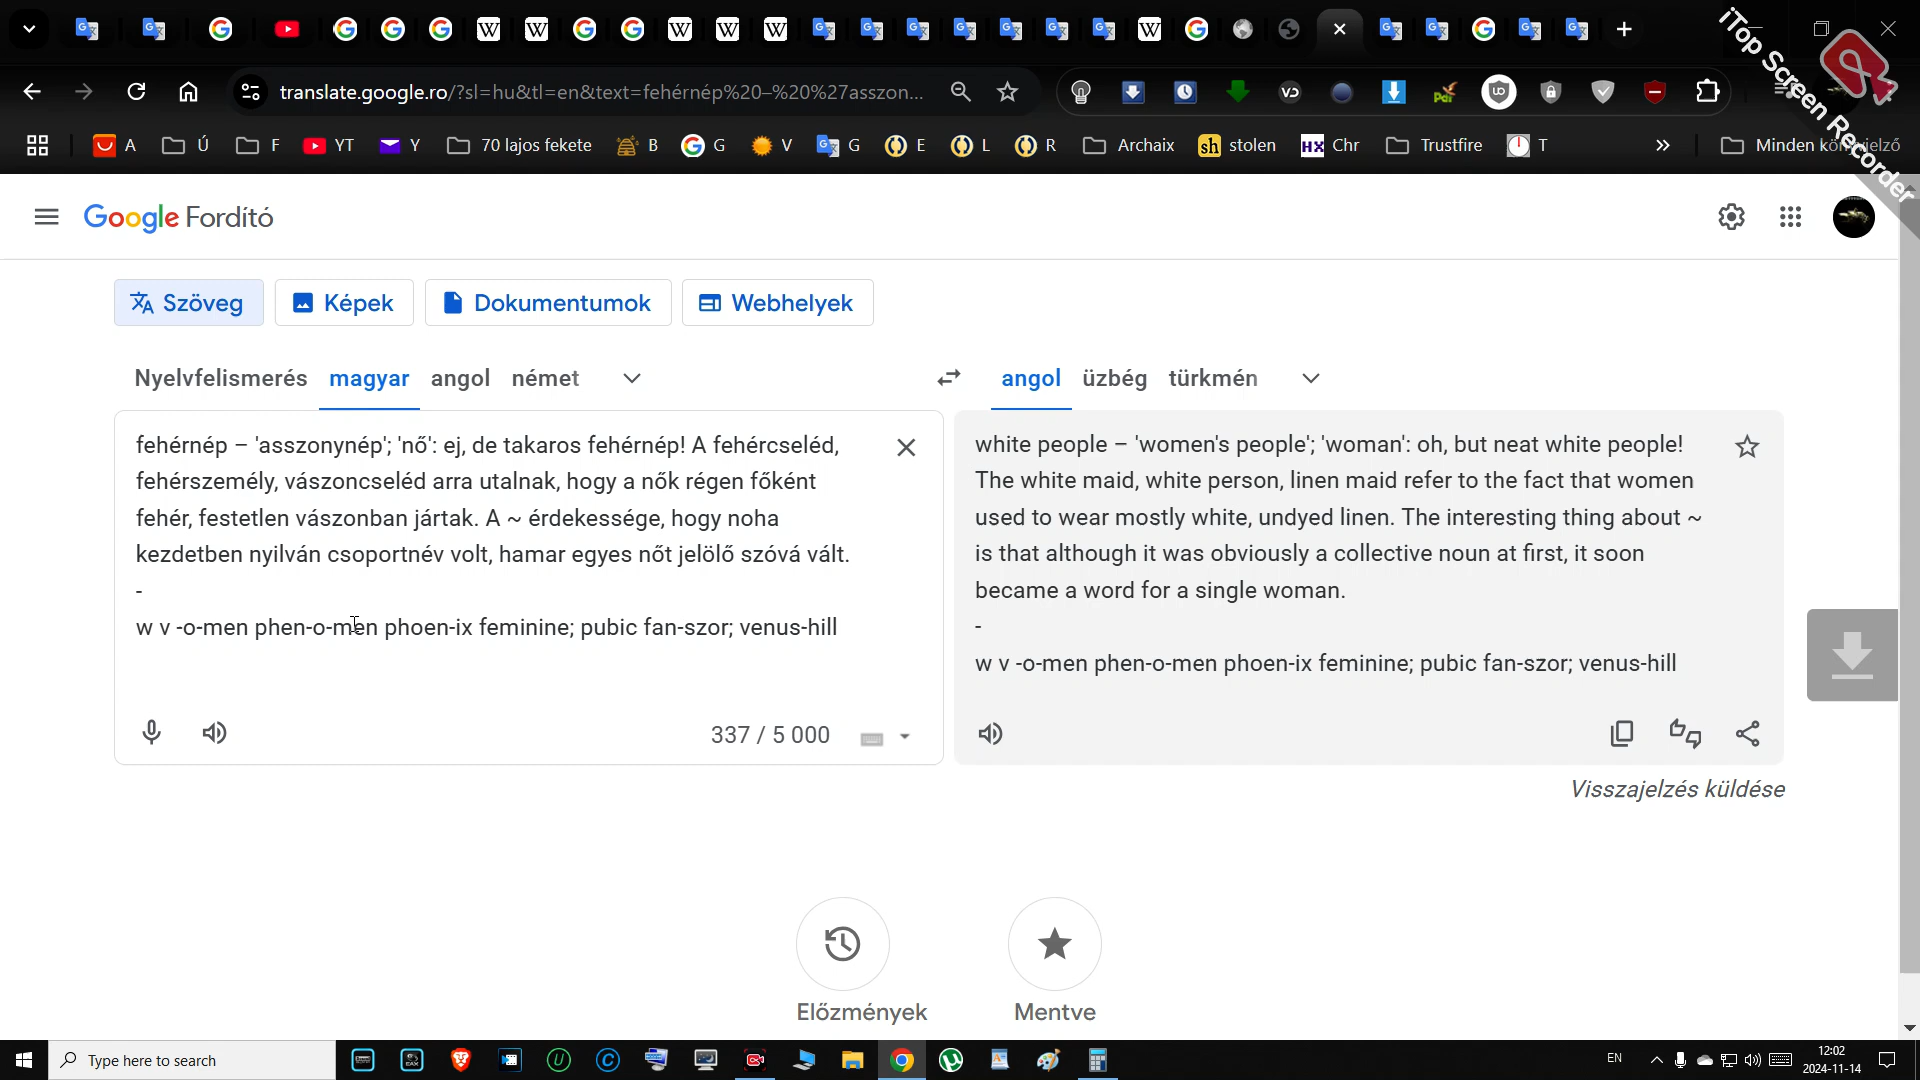 translate.google.ro/?sl=hu&tl=en&text=fehérnép%20–%20%27asszon...
A Ú F YT Y 70 lajos fekete B G V G E L R Archaix stolen Chr Trustfire T » Minden könyvjelző
iTop Screen Recorder
Google Fordító
Szöveg Képek Dokumentumok Webhelyek
Nyelvfelismerés magyar angol német angol üzbég türkmén
fehérnép – 'asszonynép'; 'nő': ej, de takaros fehérnép! A fehércseléd,
fehérszemély, vászoncseléd arra utalnak, hogy a nők régen főként
fehér, festetlen vászonban jártak. A ~ érdekessége, hogy noha
kezdetben nyilván csoportnév volt, hamar egyes nőt jelölő szóvá vált.
-
w v -o-men phen-o-men phoen-ix feminine; pubic fan-szor; venus-hill
337 / 5 000
white people – 'women's people'; 'woman': oh, but neat white people!
The white maid, white person, linen maid refer to the fact that women
used to wear mostly white, undyed linen. The interesting thing about ~
is that although it was obviously a collective noun at first, it soon
became a word for a single woman.
-
w v -o-men phen-o-men phoen-ix feminine; pubic fan-szor; venus-hill
Visszajelzés küldése
Előzmények Mentve
Type here to search
EN
12:02
2024-11-14